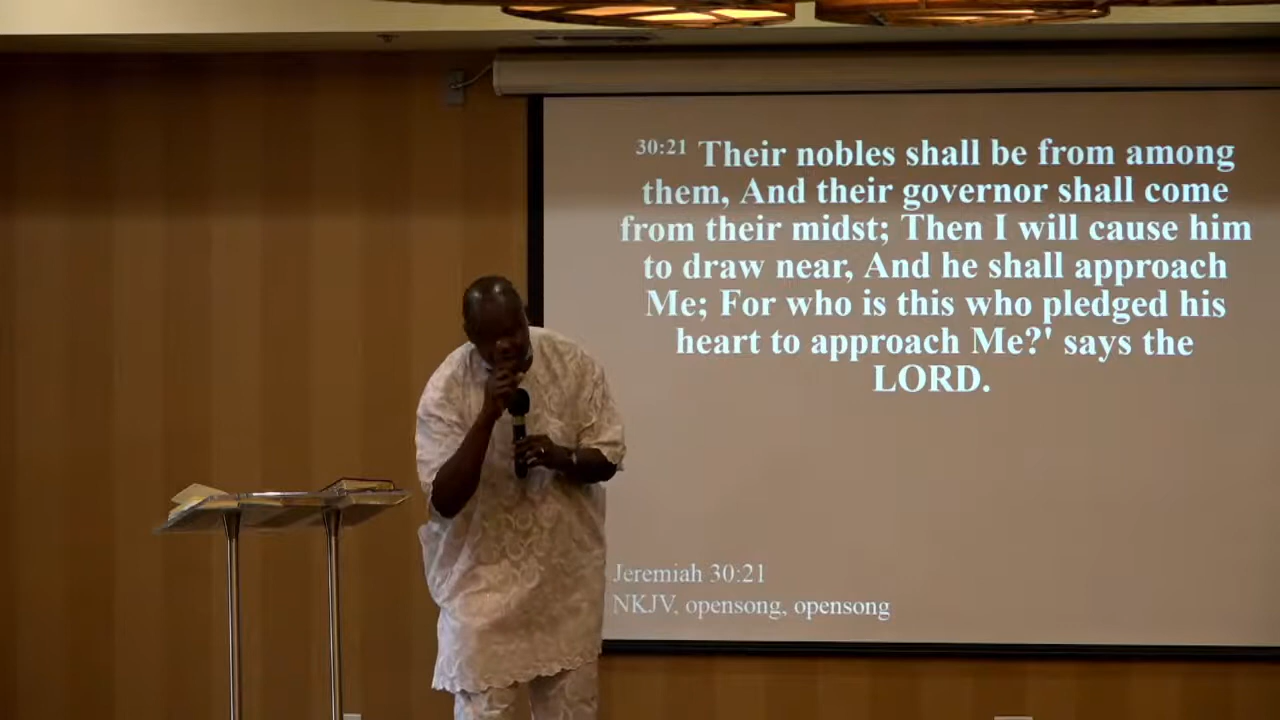 30:21 Their nobles shall be from among
them, And their governor shall come
from their midst; Then I will cause him
to draw near, And he shall approach
Me; For who is this who pledged his
heart to approach Me?' says the
LORD.
Jeremiah 30:21
NKJV, opensong, opensong